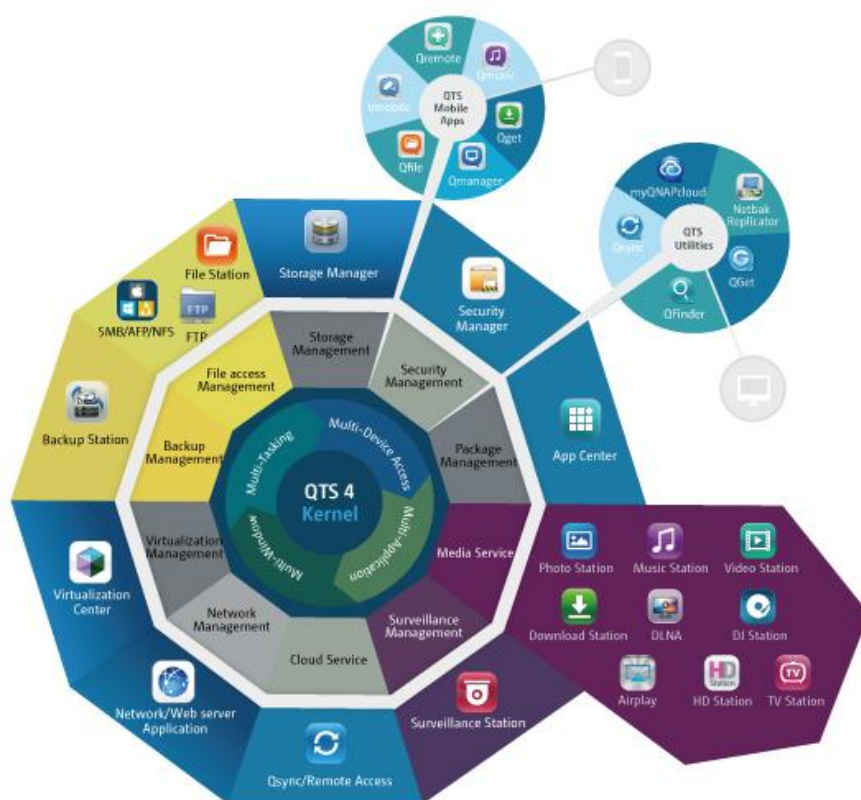 Qremote
Qmusic
Vmobile
QTS
Mobile
Apps
Qget
Qfile
Qmanager
myQNAPcloud
Netbak
Replicator
Qsync
QTS
Utilities
QGet
QFinder
File Station
Storage Manager
Security
Manager
SMB/AFP/NFS
FTP
FTP
Storage
Management
Security
Management
File access
Management
Backup Station
Backup
Management
Package
Management
App Center
Multi-Tasking
Multi-Device Access
QTS 4
Kernel
Multi-Window
Multi-Application
Virtualization
Management
Media Service
Photo Station
Music Station
Video Station
Virtualization
Center
Network
Management
Surveillance
Management
Download Station
DLNA
DJ Station
Cloud Service
HD
Station
TV
Airplay
HD Station
TV Station
Network/Web server
Application
Surveillance Station
Qsync/Remote Access